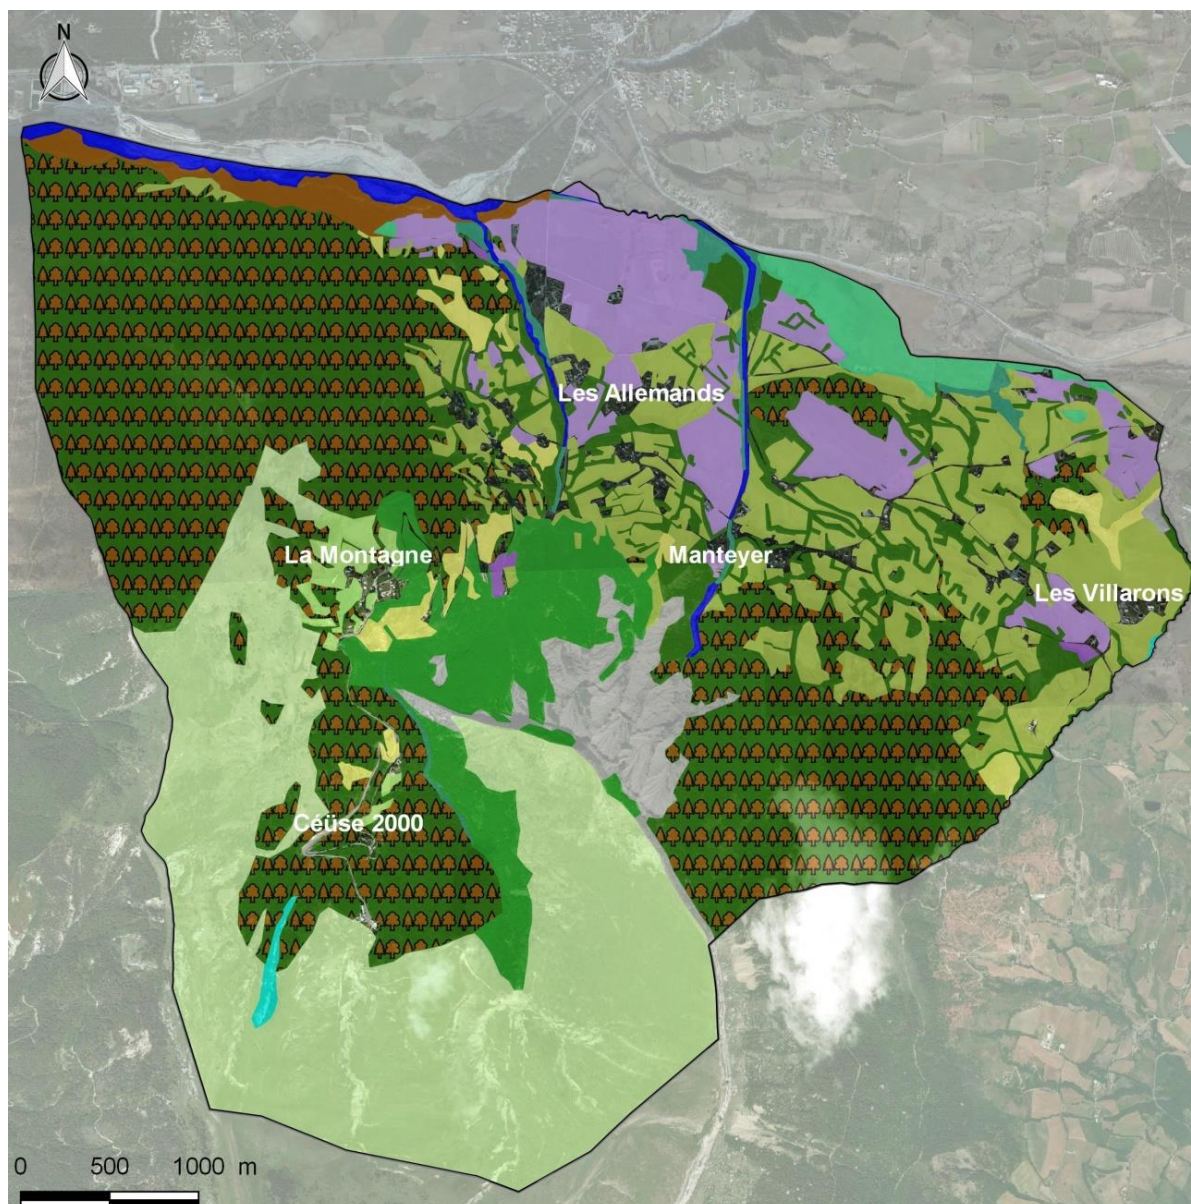 N
Les Allemands
La Montagne
Manteyer
Les Villarons
Céüse 2000
0 500 1000 m